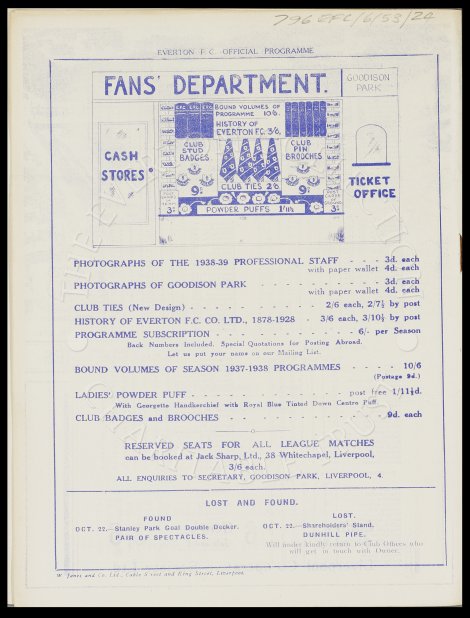 796 EFC/6/53/24
EVERTON F.C. OFFICIAL PROGRAMME
FANS' DEPARTMENT.
GOODISON PARK
BOUND VOLUMES OF PROGRAMME 10/6.
HISTORY OF EVERTON F.C. 3/6.
CASH STORES
CLUB STUD BADGES
9D.
CLUB PIN BROOCHES
9D.
CLUB TIES 2/6
TICKET OFFICE
3D.
POWDER PUFFS 1/11½
3D.
PHOTOGRAPHS OF THE 1938-39 PROFESSIONAL STAFF - - - 3d. each
with paper wallet 4d. each
PHOTOGRAPHS OF GOODISON PARK - - - - - - - 3d. each
with paper wallet 4d. each
CLUB TIES (New Design) - - - - - - 2/6 each, 2/7½ by post
HISTORY OF EVERTON F.C. CO. LTD., 1878-1928 3/6 each, 3/10½ by post
PROGRAMME SUBSCRIPTION - - - - - - - 6/- per Season
Back Numbers Included. Special Quotations for Posting Abroad.
Let us put your name on our Mailing List.
BOUND VOLUMES OF SEASON 1937-1938 PROGRAMMES - - - - 10/6
(Postage 9d.)
LADIES' POWDER PUFF - - - - - - - post free 1/11½d.
With Georgette Handkerchief with Royal Blue Tinted Down Centre Puff.
CLUB BADGES and BROOCHES - - - - - - - 9d. each
RESERVED SEATS FOR ALL LEAGUE MATCHES
can be booked at Jack Sharp, Ltd., 38 Whitechapel, Liverpool,
3/6 each.
ALL ENQUIRIES TO SECRETARY, GOODISON PARK, LIVERPOOL, 4.
LOST AND FOUND.
FOUND
OCT. 22.—Stanley Park Goal Double Decker.
PAIR OF SPECTACLES.
LOST.
OCT. 22.—Shareholders' Stand.
DUNHILL PIPE.
Will finder kindly return to Club Offices who
will get in touch with Owner.
W. Jones and Co. Ltd., Cable Street and King Street, Liverpool.